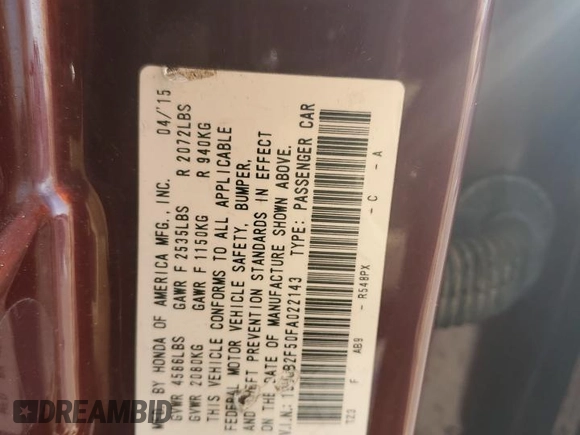 BY HONDA OF AMERICA MFG., INC. 04/'15
GVWR 4586LBS GAWR F 2535LBS R 2072LBS
GVWR 2080KG GAWR F 1150KG R 940KG
THIS VEHICLE CONFORMS TO ALL APPLICABLE
FEDERAL MOTOR VEHICLE SAFETY, BUMPER,
AND THEFT PREVENTION STANDARDS IN EFFECT
ON THE DATE OF MANUFACTURE SHOWN ABOVE.
V.I.N.: TYPE: PASSENGER CAR
TZ3 F AB9 - R548PX - C - A
DREAMBID